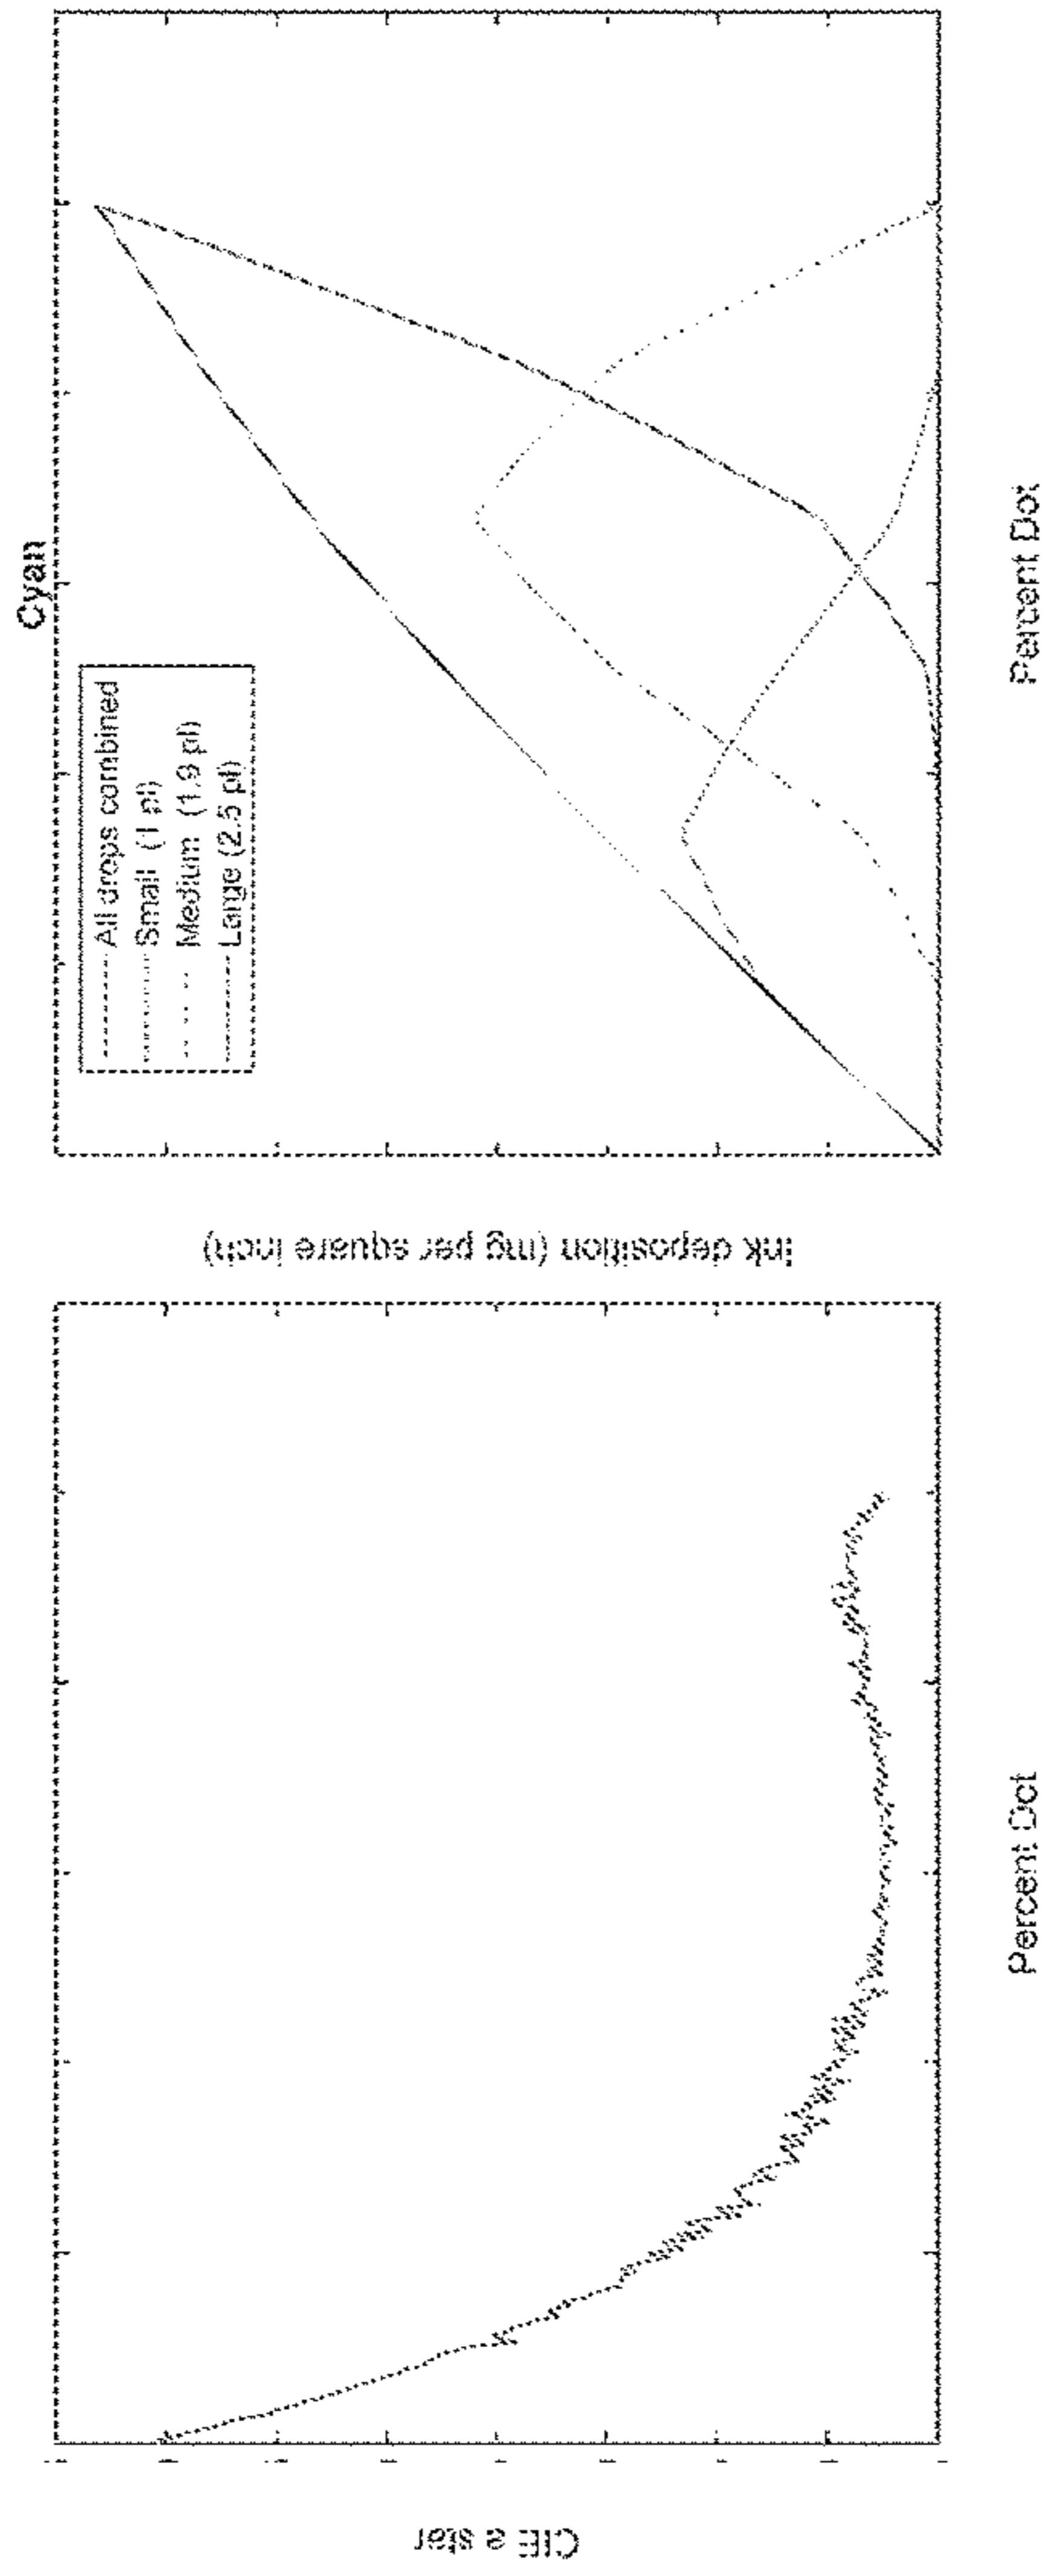 Cyan
All drops combined
Small (1 pl)
Medium (1.9 pl)
Large (2.5 pl)
Ink deposition (mg per square inch)
Percent Dot
CIE a star
Percent Dot